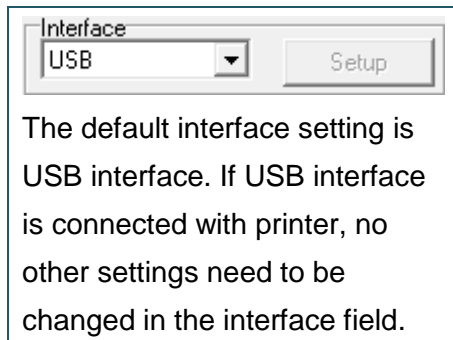 Interface
USB
Setup
The default interface setting is
USB interface. If USB interface
is connected with printer, no
other settings need to be
changed in the interface field.